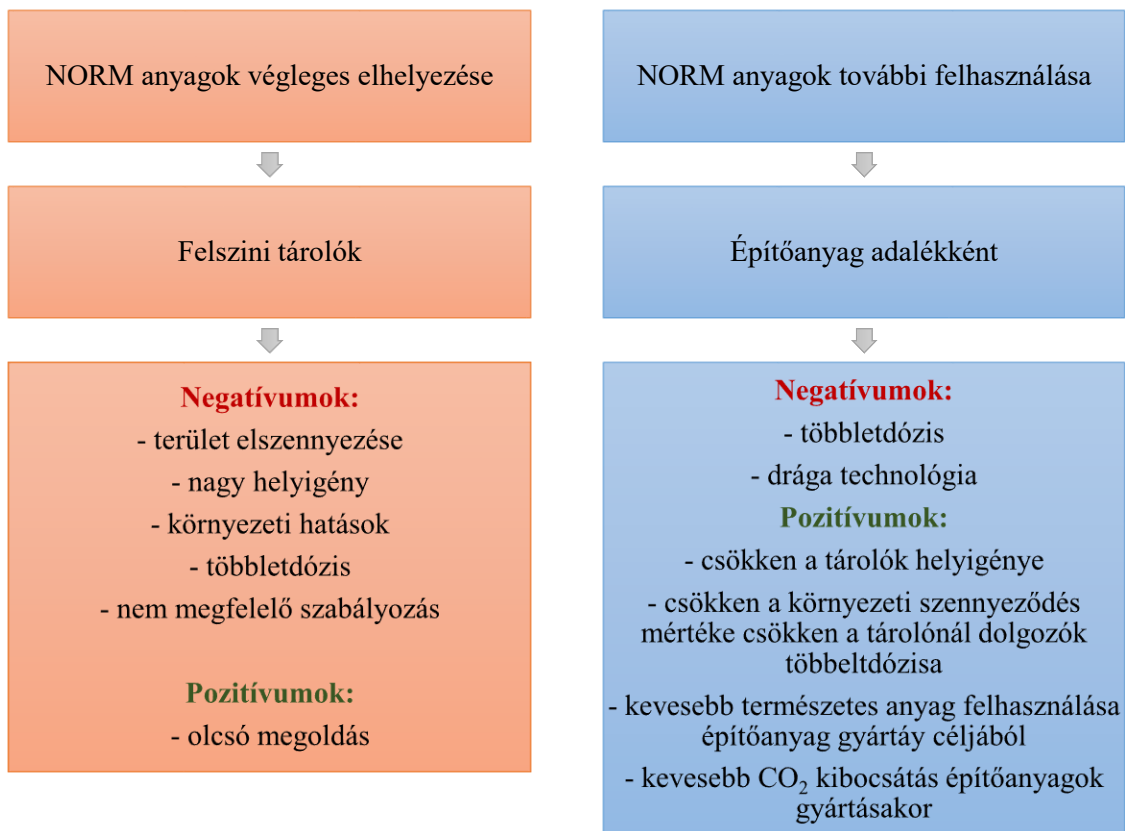 NORM anyagok végleges elhelyezése
Felszini tárolók
Negatívumok:
- terület elszennyezése
- nagy helyigény
- környezeti hatások
- többletdózis
- nem megfelelő szabályozás
Pozitívumok:
- olcsó megoldás
NORM anyagok további felhasználása
Építőanyag adalékként
Negatívumok:
- többletdózis
- drága technológia
Pozitívumok:
- csökken a tárolók helyigénye
- csökken a környezeti szennyeződés
mértéke csökken a tárolónál dolgozók
többeltdózisa
- kevesebb természetes anyag felhasználása
építőanyag gyártáy céljából
- kevesebb CO₂ kibocsátás építőanyagok
gyártásakor